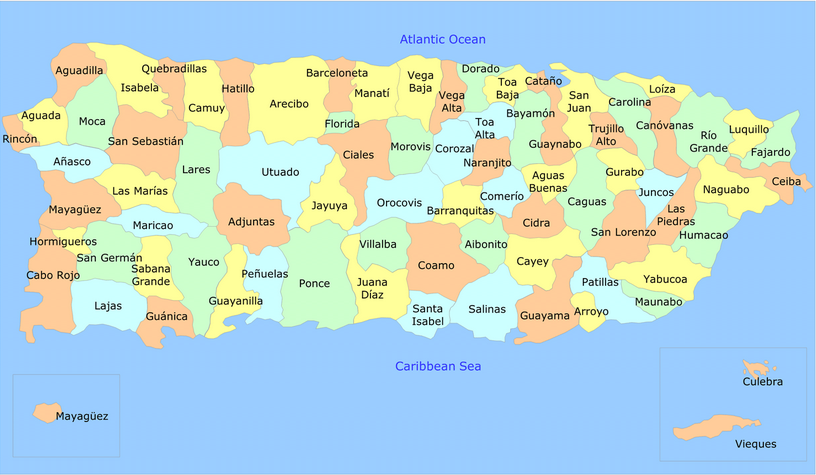 Atlantic Ocean
Aguadilla
Isabela
Quebradillas
Camuy
Hatillo
Arecibo
Barceloneta
Manatí
Vega
Baja
Vega
Alta
Dorado
Toa
Baja
Cataño
San
Juan
Carolina
Loíza
Aguada
Moca
Rincón
San Sebastián
Lares
Utuado
Florida
Ciales
Morovis
Corozal
Toa
Alta
Naranjito
Bayamón
Guaynabo
Trujillo
Alto
Canóvanas
Río
Grande
Luquillo
Fajardo
Ceiba
Añasco
Las Marías
Mayagüez
Maricao
Adjuntas
Jayuya
Orocovis
Barranquitas
Comerío
Aguas
Buenas
Cidra
Caguas
Gurabo
Juncos
San Lorenzo
Las
Piedras
Naguabo
Humacao
Hormigueros
San Germán
Cabo Rojo
Sabana
Grande
Yauco
Lajas
Guánica
Guayanilla
Peñuelas
Ponce
Villalba
Juana
Díaz
Coamo
Aibonito
Santa
Isabel
Salinas
Cayey
Guayama
Arroyo
Patillas
Yabucoa
Maunabo
Caribbean Sea
Mayagüez
Culebra
Vieques